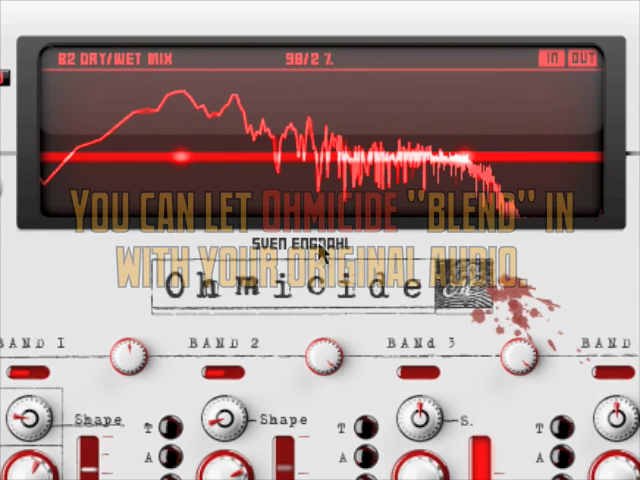 B2 DRY/WET MIX 98/2 % IN OUT
YOU CAN LET OHMICIDE "BLEND" IN
WITH YOUR ORIGINAL AUDIO.
SVEN ENGDAHL
Ohmicide
BAND 1 BAND 2 BANd 3 BAND
Shape T Shape T S. T
A A A